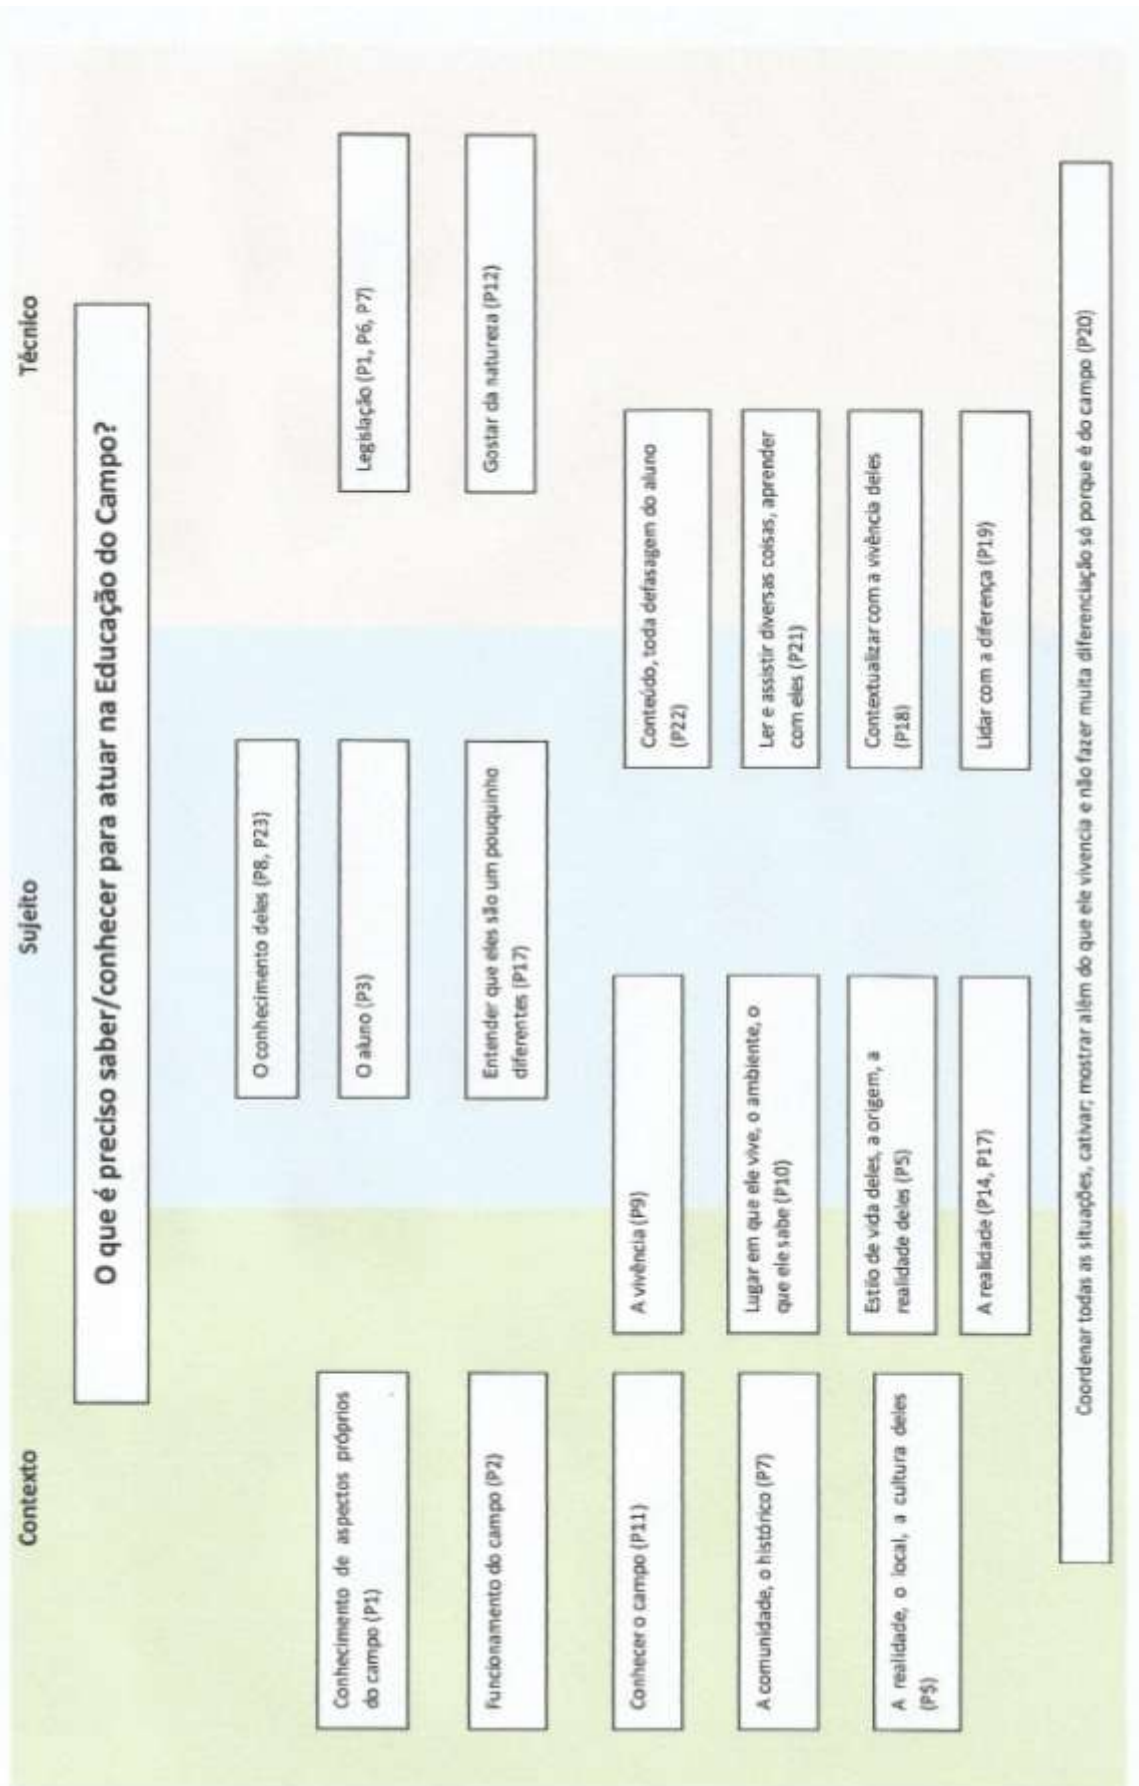 Contexto
Sujeito
Técnico
O que é preciso saber/conhecer para atuar na Educação do Campo?
Conhecimento de aspectos próprios
do campo (P1)
Funcionamento do campo (P2)
Conhecer o campo (P11)
A comunidade, o histórico (P7)
A realidade, o local, a cultura deles
(P5)
A vivência (P9)
Lugar em que ele vive, o ambiente, o
que ele sabe (P10)
Estilo de vida deles, a origem, a
realidade deles (P5)
A realidade (P14, P17)
O conhecimento deles (P8, P23)
O aluno (P3)
Entender que eles são um pouquinho
diferentes (P17)
Conteúdo, toda defasagem do aluno
(P22)
Ler e assistir diversas coisas, aprender
com eles (P21)
Contextualizar com a vivência deles
(P18)
Lidar com a diferença (P19)
Legislação (P1, P6, P7)
Gostar da natureza (P12)
Coordenar todas as situações, cativar; mostrar além do que ele vivencia e não fazer muita diferenciação só porque é do campo (P20)